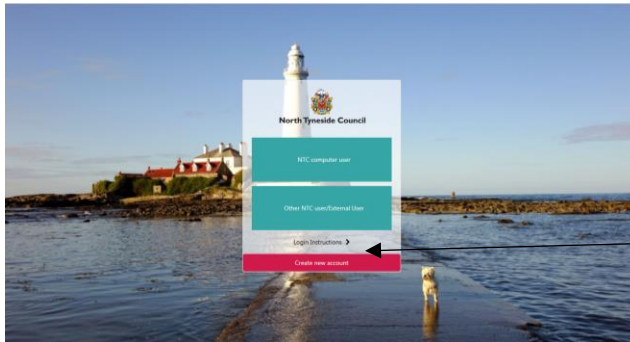 North Tyneside Council
NTC computer user
Other NTC user/External User
Login Instructions
Create new account